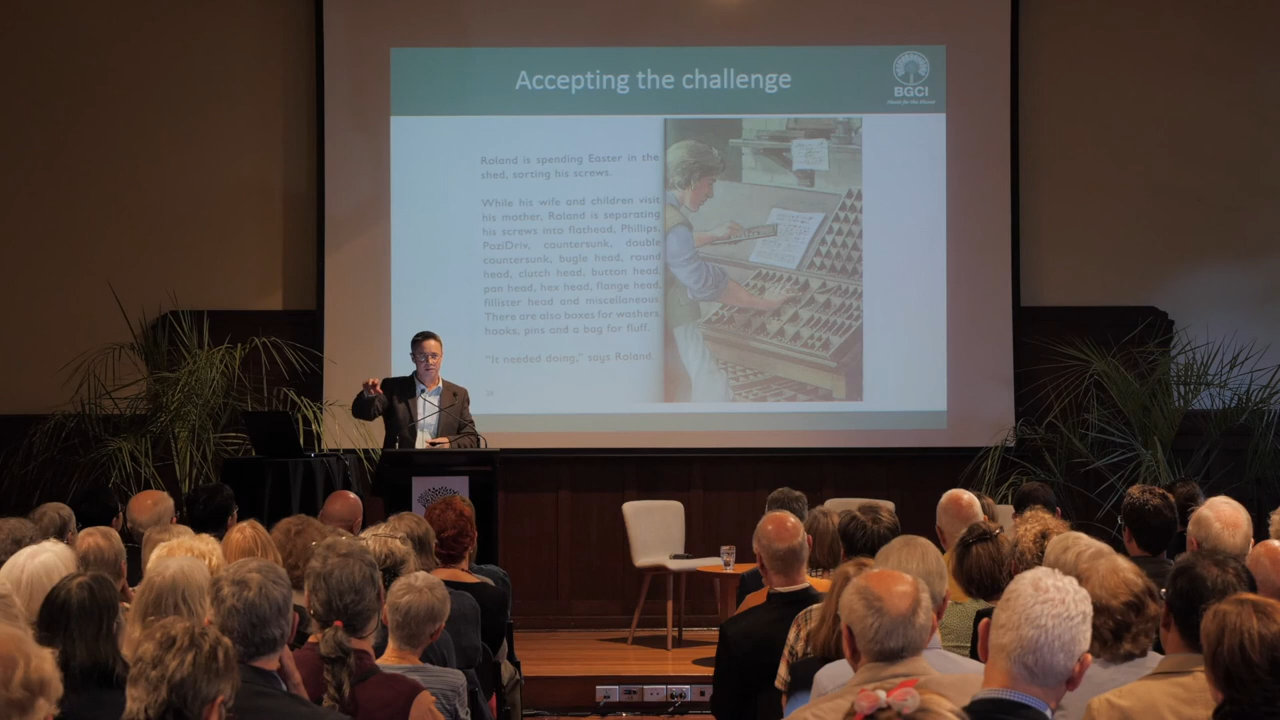 Accepting the challenge
BGCI
Roland is spending Easter in the
shed, sorting his screws.
While his wife and children visit
his mother, Roland is separating
his screws into flathead, Phillips,
PoziDriv, countersunk, double
countersunk, bugle head, round
head, clutch head, button head,
pan head, hex head, flange head,
fillister head and miscellaneous.
There are also boxes for washers,
hooks, pins and a bag for fluff.
"It needed doing," says Roland.